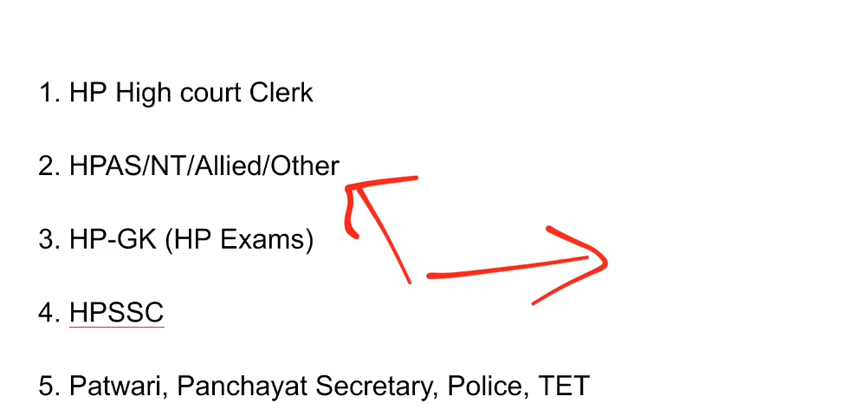 1. HP High court Clerk
2. HPAS/NT/Allied/Other
3. HP-GK (HP Exams)
4. HPSSC
5. Patwari, Panchayat Secretary, Police, TET